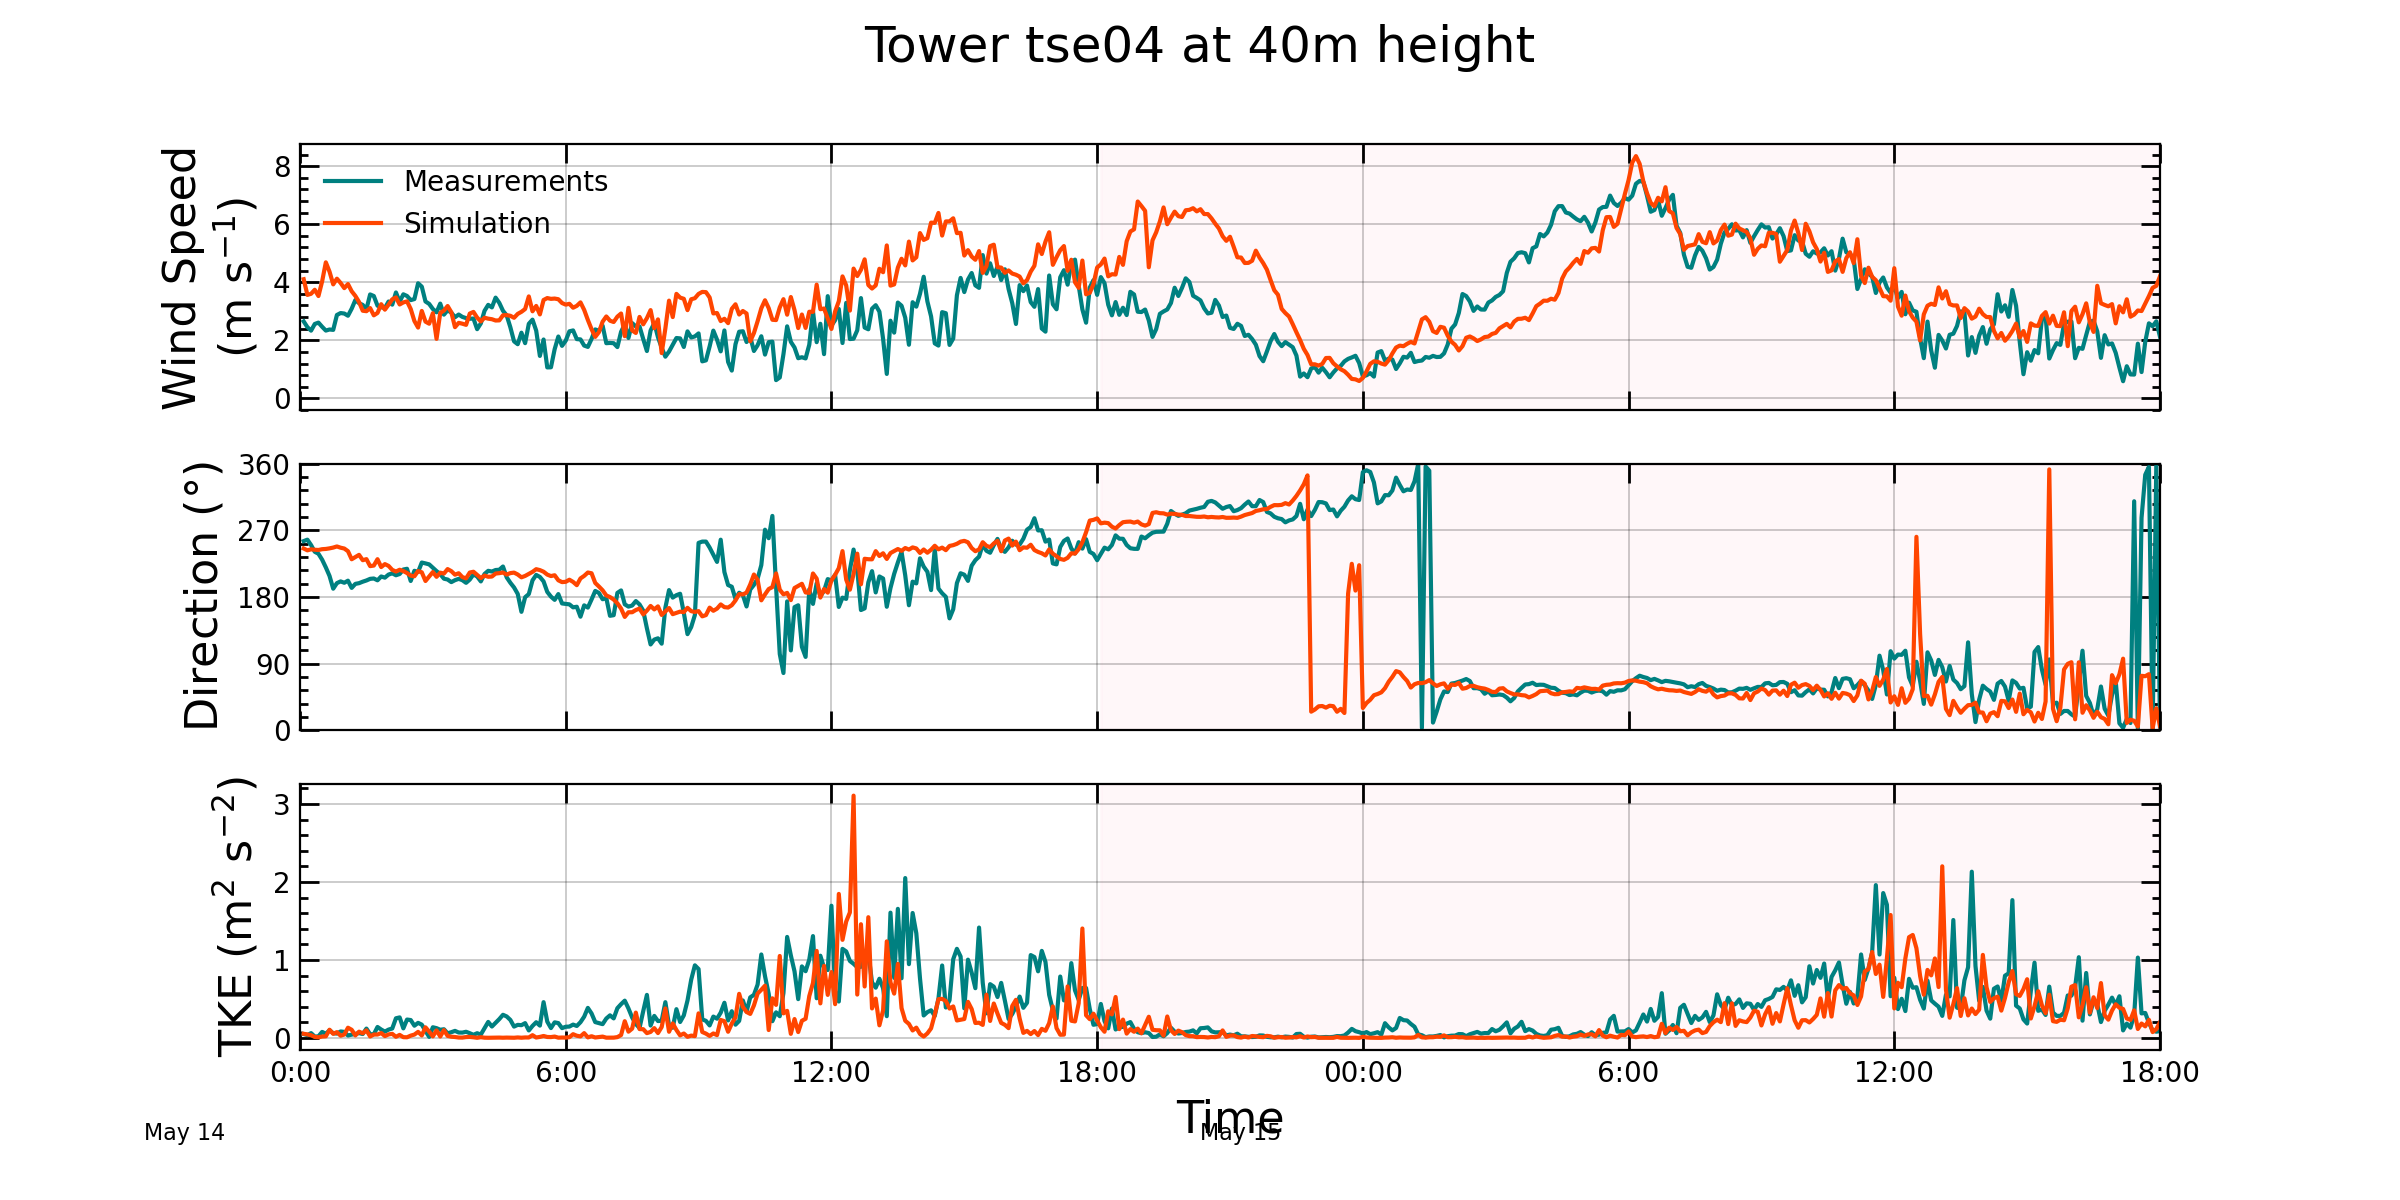 Tower tse04 at 40m height
Wind Speed
(m s⁻¹)
8
6
4
2
0
Measurements
Simulation
Direction (°)
360
270
180
90
0
TKE (m² s⁻²)
3
2
1
0
0:00 6:00 12:00 18:00 00:00 6:00 12:00 18:00
Time
May 14 May 15